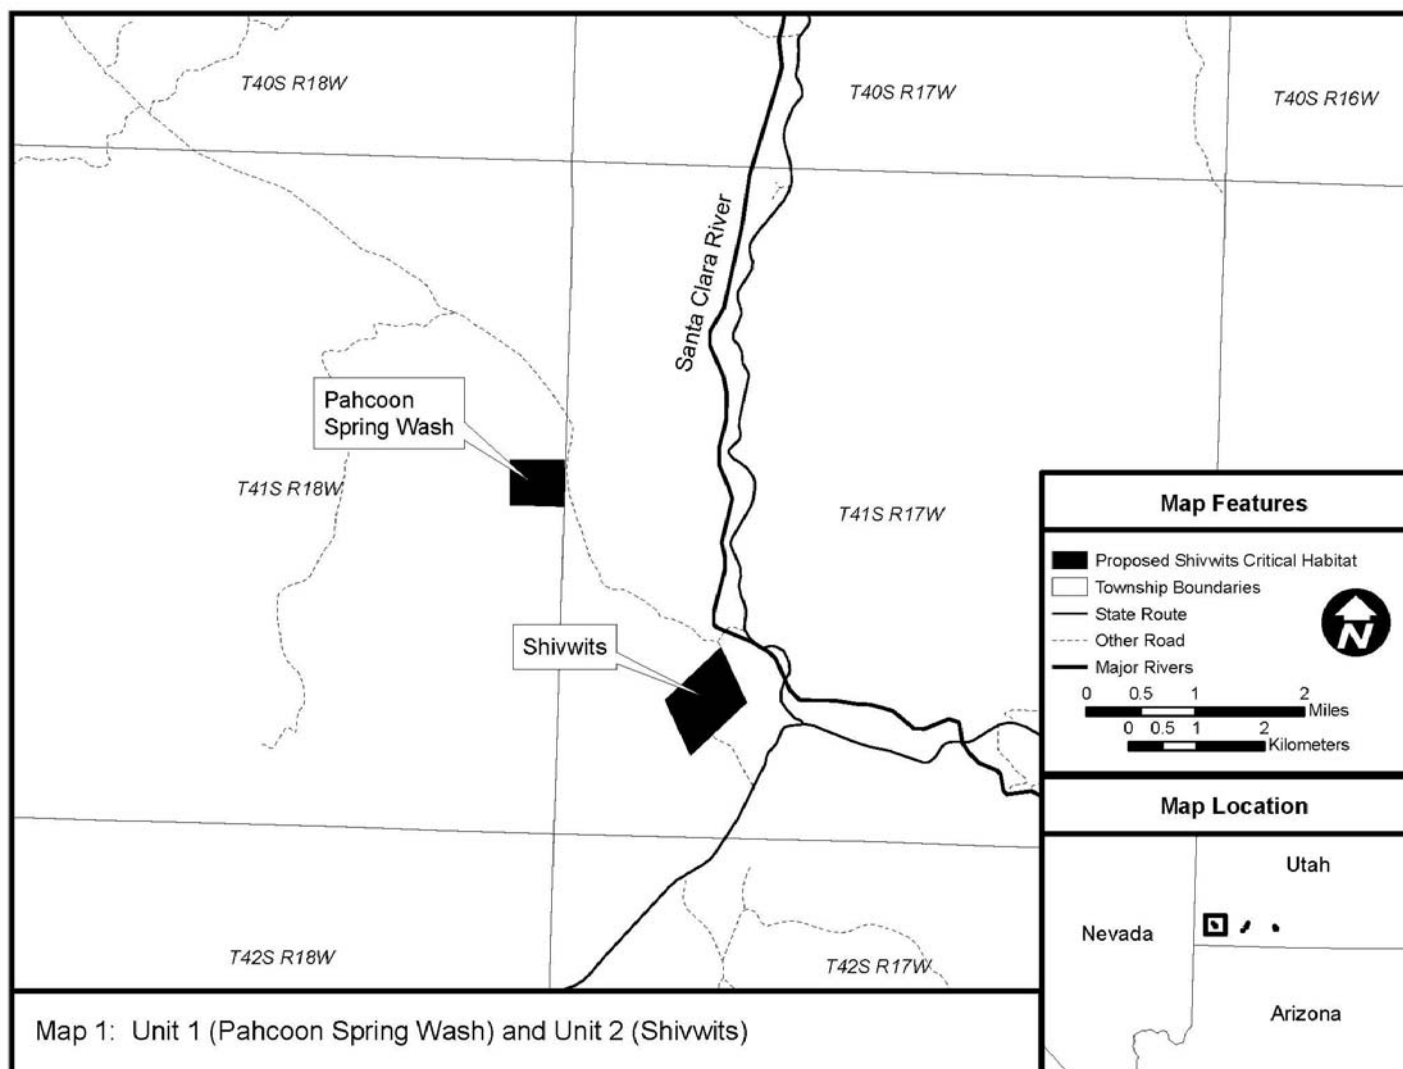 T40S R18W
T40S R17W
T40S R16W
Santa Clara River
Pahcoon
Spring Wash
T41S R18W
T41S R17W
Shivwits
T42S R18W
T42S R17W
Map Features
Proposed Shivwits Critical Habitat
Township Boundaries
State Route
Other Road
Major Rivers
N
0 0.5 1 2
Miles
0 0.5 1 2
Kilometers
Map Location
Utah
Nevada
Arizona
Map 1: Unit 1 (Pahcoon Spring Wash) and Unit 2 (Shivwits)